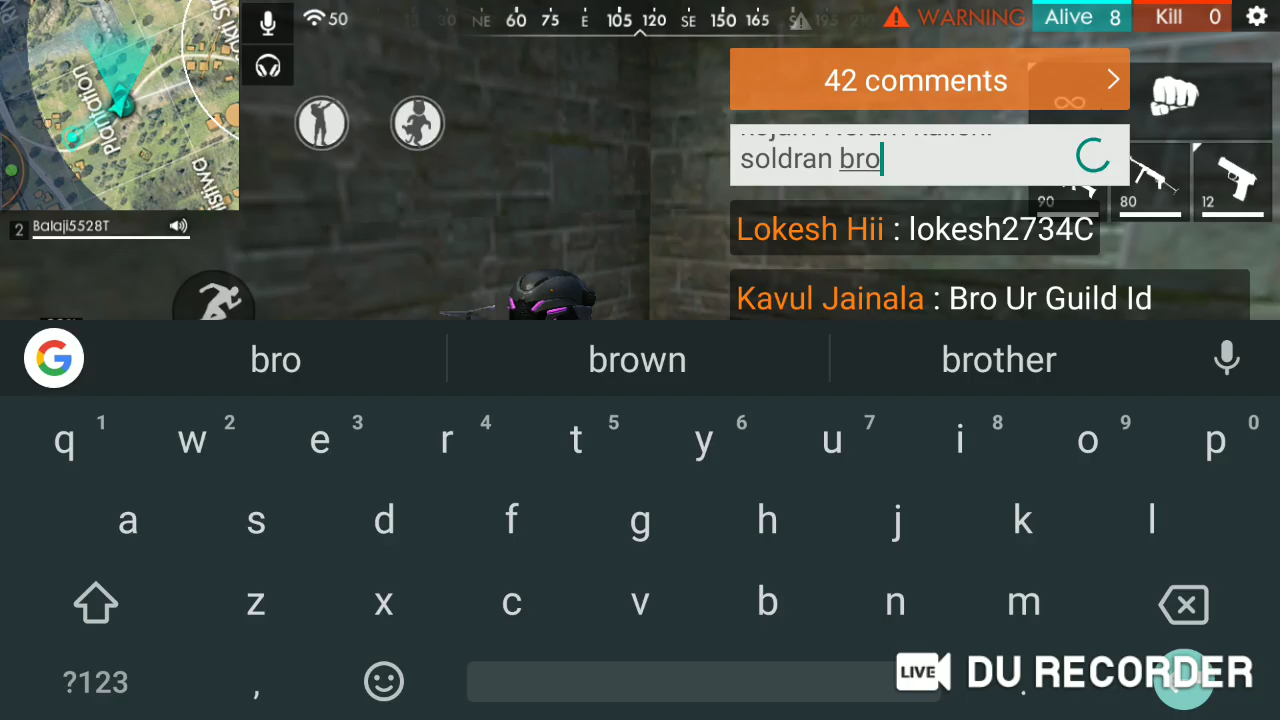 50
NE 60 75 E 105 120 SE 150 165 S 195 210
WARNING
Alive 8
Kill 0
Plantation
2 Balaji5528T
42 comments
soldran bro
90 80 12
Lokesh Hii : lokesh2734C
Kavul Jainala : Bro Ur Guild Id
G bro brown brother
q 1 w 2 e 3 r 4 t 5 y 6 u 7 i 8 o 9 p 0
a s d f g h j k l
z x c v b n m
?123 , .
LIVE DU RECORDER